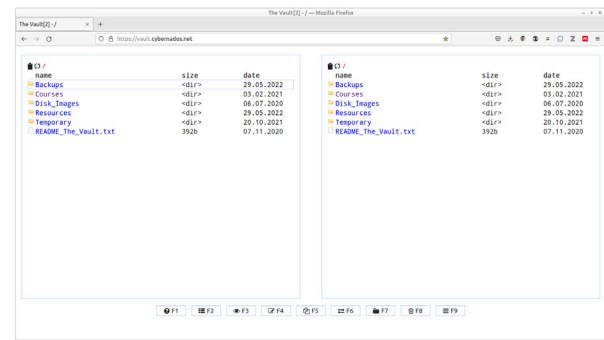 The Vault[2] - / — Mozilla Firefox
The Vault[2] - / × +
https://vault.cybernados.net
/
name size date
Backups <dir> 29.05.2022
Courses <dir> 03.02.2021
Disk_Images <dir> 06.07.2020
Resources <dir> 29.05.2022
Temporary <dir> 20.10.2021
README_The_Vault.txt 392b 07.11.2020
/
name size date
Backups <dir> 29.05.2022
Courses <dir> 03.02.2021
Disk_Images <dir> 06.07.2020
Resources <dir> 29.05.2022
Temporary <dir> 20.10.2021
README_The_Vault.txt 392b 07.11.2020
F1 F2 F3 F4 F5 F6 F7 F8 F9